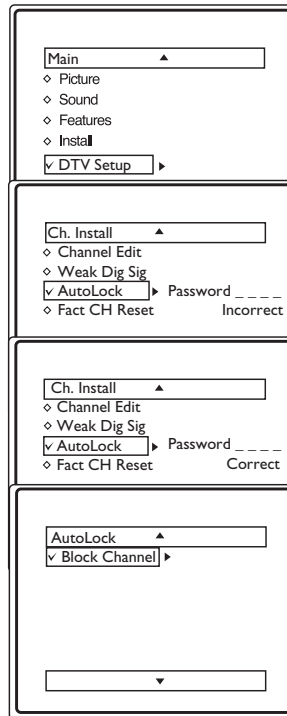 Main
Picture
Sound
Features
Install
DTV Setup
Ch. Install
Channel Edit
Weak Dig Sig
AutoLock Password _ _ _ _
Fact CH Reset Incorrect
Ch. Install
Channel Edit
Weak Dig Sig
AutoLock Password _ _ _ _
Fact CH Reset Correct
AutoLock
Block Channel